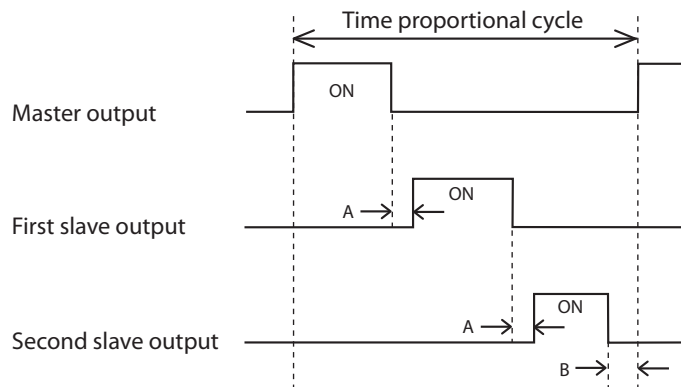 Time proportional cycle
ON
Master output
ON
A
First slave output
ON
A
Second slave output
B